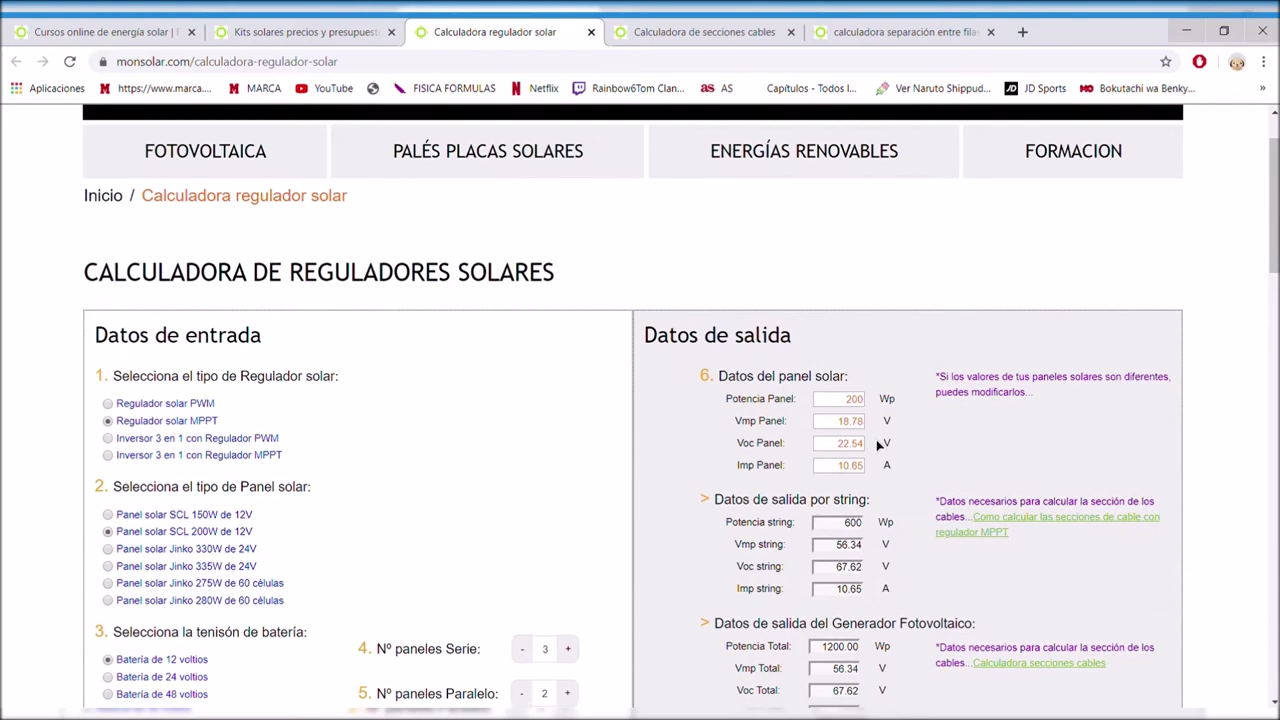 Cursos online de energía solar |
Kits solares precios y presupuest
Calculadora regulador solar
Calculadora de secciones cables
calculadora separación entre filas
monsolar.com/calculadora-regulador-solar
Aplicaciones
https://www.marca....
MARCA
YouTube
FISICA FORMULAS
Netflix
Rainbow6Tom Clan...
AS
Capítulos - Todos l...
Ver Naruto Shippud...
JD Sports
Bokutachi wa Benky...
»
FOTOVOLTAICA
PALÉS PLACAS SOLARES
ENERGÍAS RENOVABLES
FORMACION
Inicio / Calculadora regulador solar
CALCULADORA DE REGULADORES SOLARES
Datos de entrada
1. Selecciona el tipo de Regulador solar:
Regulador solar PWM
Regulador solar MPPT
Inversor 3 en 1 con Regulador PWM
Inversor 3 en 1 con Regulador MPPT
2. Selecciona el tipo de Panel solar:
Panel solar SCL 150W de 12V
Panel solar SCL 200W de 12V
Panel solar Jinko 330W de 24V
Panel solar Jinko 335W de 24V
Panel solar Jinko 275W de 60 células
Panel solar Jinko 280W de 60 células
3. Selecciona la tenisón de batería:
Batería de 12 voltios
Batería de 24 voltios
Batería de 48 voltios
4. Nº paneles Serie: - 3 +
5. Nº paneles Paralelo: - 2 +
Datos de salida
6. Datos del panel solar:
Potencia Panel: 200 Wp
Vmp Panel: 18.78 V
Voc Panel: 22.54 V
Imp Panel: 10.65 A
*Si los valores de tus paneles solares son diferentes,
puedes modificarlos...
> Datos de salida por string:
Potencia string: 600 Wp
Vmp string: 56.34 V
Voc string: 67.62 V
Imp string: 10.65 A
*Datos necesarios para calcular la sección de los
cables...Como calcular las secciones de cable con
regulador MPPT
> Datos de salida del Generador Fotovoltaico:
Potencia Total: 1200.00 Wp
Vmp Total: 56.34 V
Voc Total: 67.62 V
*Datos necesarios para calcular la sección de los
cables...Calculadora secciones cables